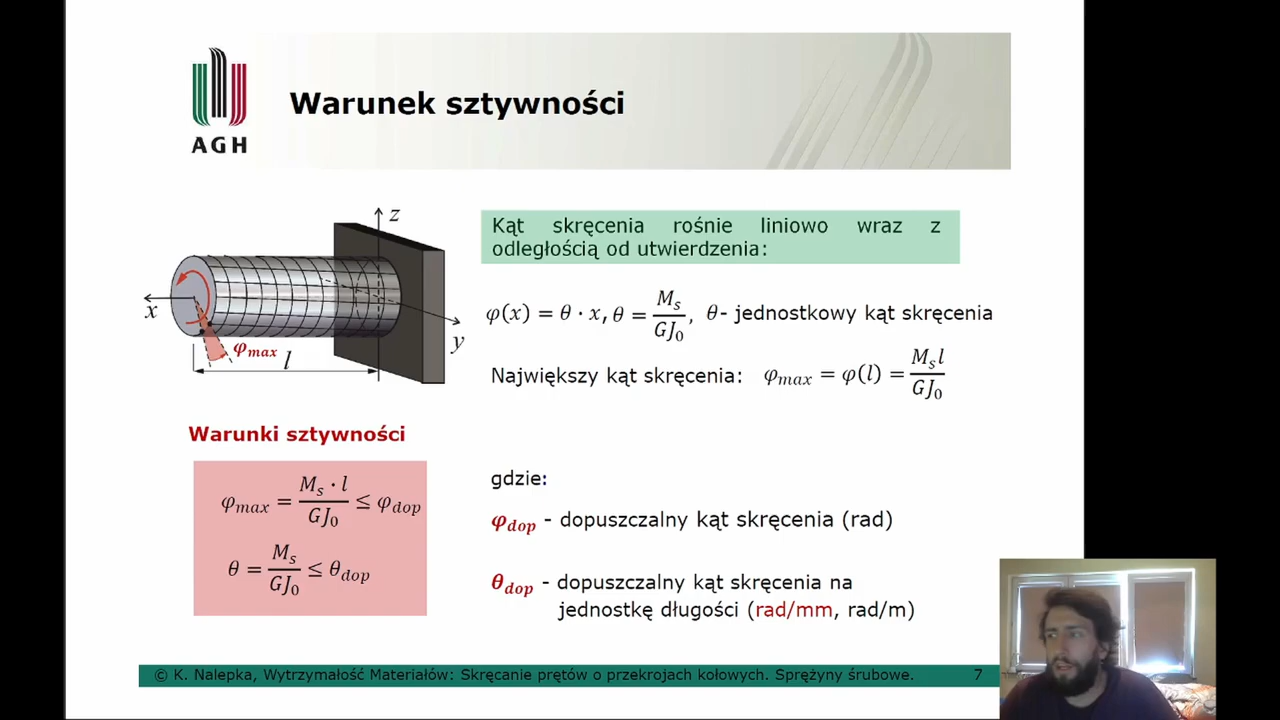 AGH
Warunek sztywności
Kąt skręcenia rośnie liniowo wraz z
odległością od utwierdzenia:
z
x
y
φmax
l
φ(x) = θ · x, θ = Ms/GJ0, θ- jednostkowy kąt skręcenia
Największy kąt skręcenia: φmax = φ(l) = Msl/GJ0
Warunki sztywności
φmax = Ms · l/GJ0 ≤ φdop
θ = Ms/GJ0 ≤ θdop
gdzie:
φdop - dopuszczalny kąt skręcenia (rad)
θdop - dopuszczalny kąt skręcenia na
jednostkę długości (rad/mm, rad/m)
© K. Nalepka, Wytrzymałość Materiałów: Skręcanie prętów o przekrojach kołowych. Sprężyny śrubowe. 7